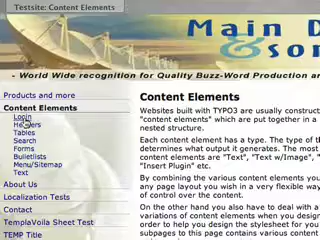 Testsite: Content Elements
Main D
& son
- World Wide recognition for Quality Buzz-Word Production an
Products and more
Content Elements
Login
Headers
Tables
Search
Forms
Bulletlists
Menu/Sitemap
Text
About Us
Localization Tests
Contact
TemplaVoila Sheet Test
TEMP Title
Content Elements
Websites built with TYPO3 are usually construct
"content elements" which are put together in a
nested structure.
Each content element has a type. The type of th
determines what output it generates. The most
content elements are "Text", "Text w/Image", "
"Insert Plugin" etc.
By combining the various content elements you
any page layout you wish in a very flexible way
of control over the content.
On the other hand you also have to deal with a
variations of content elements when you design
order to help you design the stylesheet for you
subpages to this page contains various content